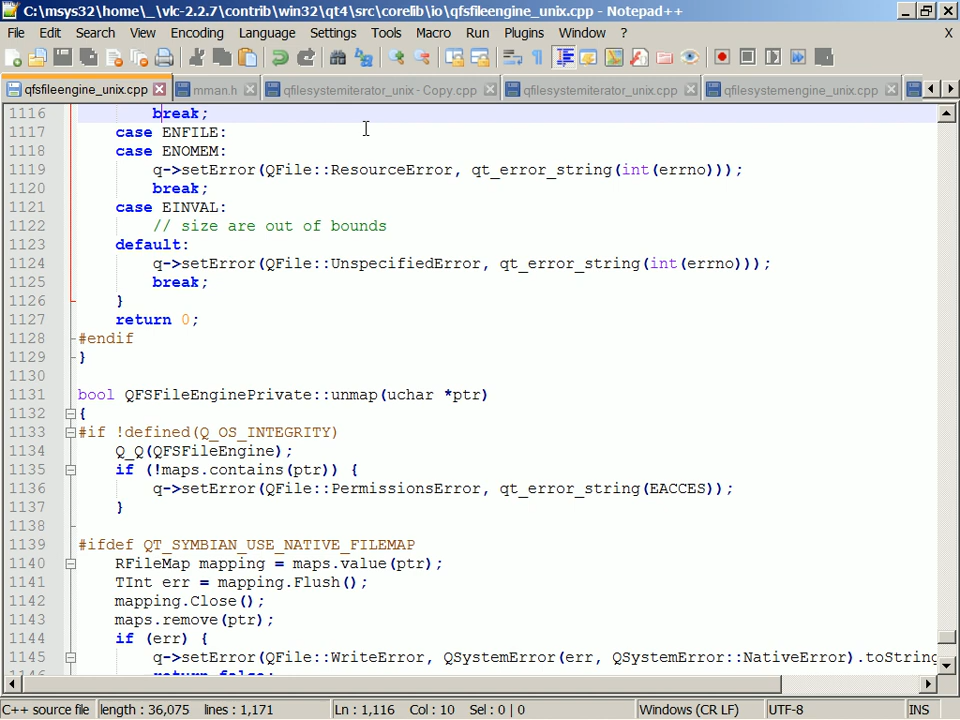 C:\msys32\home\_\vlc-2.2.7\contrib\win32\qt4\src\corelib\io\qfsfileengine_unix.cpp - Notepad++
File Edit Search View Encoding Language Settings Tools Macro Run Plugins Window ? X
qfsfileengine_unix.cpp mman.h qfilesystemiterator_unix - Copy.cpp qfilesystemiterator_unix.cpp qfilesystemengine_unix.cpp
1116 break;
1117 case ENFILE:
1118 case ENOMEM:
1119 q->setError(QFile::ResourceError, qt_error_string(int(errno)));
1120 break;
1121 case EINVAL:
1122 // size are out of bounds
1123 default:
1124 q->setError(QFile::UnspecifiedError, qt_error_string(int(errno)));
1125 break;
1126 }
1127 return 0;
1128 #endif
1129 }
1130
1131 bool QFSFileEnginePrivate::unmap(uchar *ptr)
1132 {
1133 #if !defined(Q_OS_INTEGRITY)
1134 Q_Q(QFSFileEngine);
1135 if (!maps.contains(ptr)) {
1136 q->setError(QFile::PermissionsError, qt_error_string(EACCES));
1137 }
1138
1139 #ifdef QT_SYMBIAN_USE_NATIVE_FILEMAP
1140 RFileMap mapping = maps.value(ptr);
1141 TInt err = mapping.Flush();
1142 mapping.Close();
1143 maps.remove(ptr);
1144 if (err) {
1145 q->setError(QFile::WriteError, QSystemError(err, QSystemError::NativeError).toString
1146 return false;
C++ source file length : 36,075 lines : 1,171 Ln : 1,116 Col : 10 Sel : 0 | 0 Windows (CR LF) UTF-8 INS